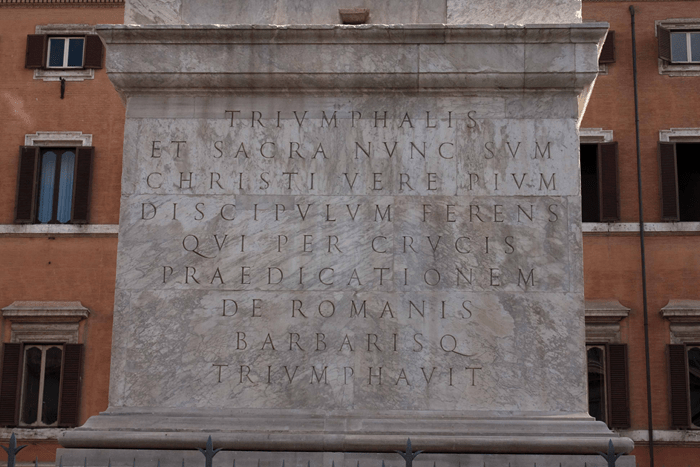 TRIVMPHALIS
ET SACRA NVNC SVM
CHRISTI VERE PIVM
DISCIPVLVM FERENS
QVI PER CRVCIS
PRAEDICATIONEM
DE ROMANIS
BARBARISQ
TRIVMPHAVIT